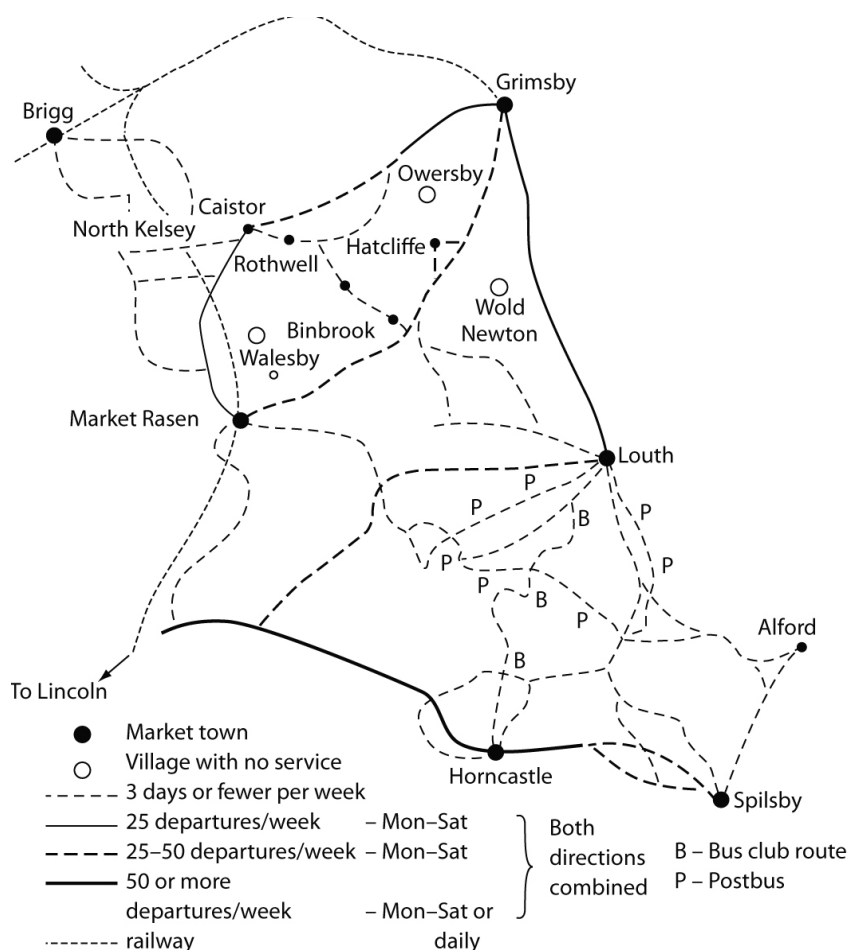 Grimsby
Brigg
Owersby
Caistor
North Kelsey
Hatcliffe
Rothwell
Wold
Newton
Binbrook
Walesby
Market Rasen
Louth
P
P
B
P
P
P
P
B
P
Alford
B
To Lincoln
Market town
Village with no service
Horncastle
3 days or fewer per week
Spilsby
25 departures/week – Mon–Sat
25–50 departures/week – Mon–Sat
50 or more
departures/week – Mon–Sat or
daily
railway
Both
directions
combined
B – Bus club route
P – Postbus